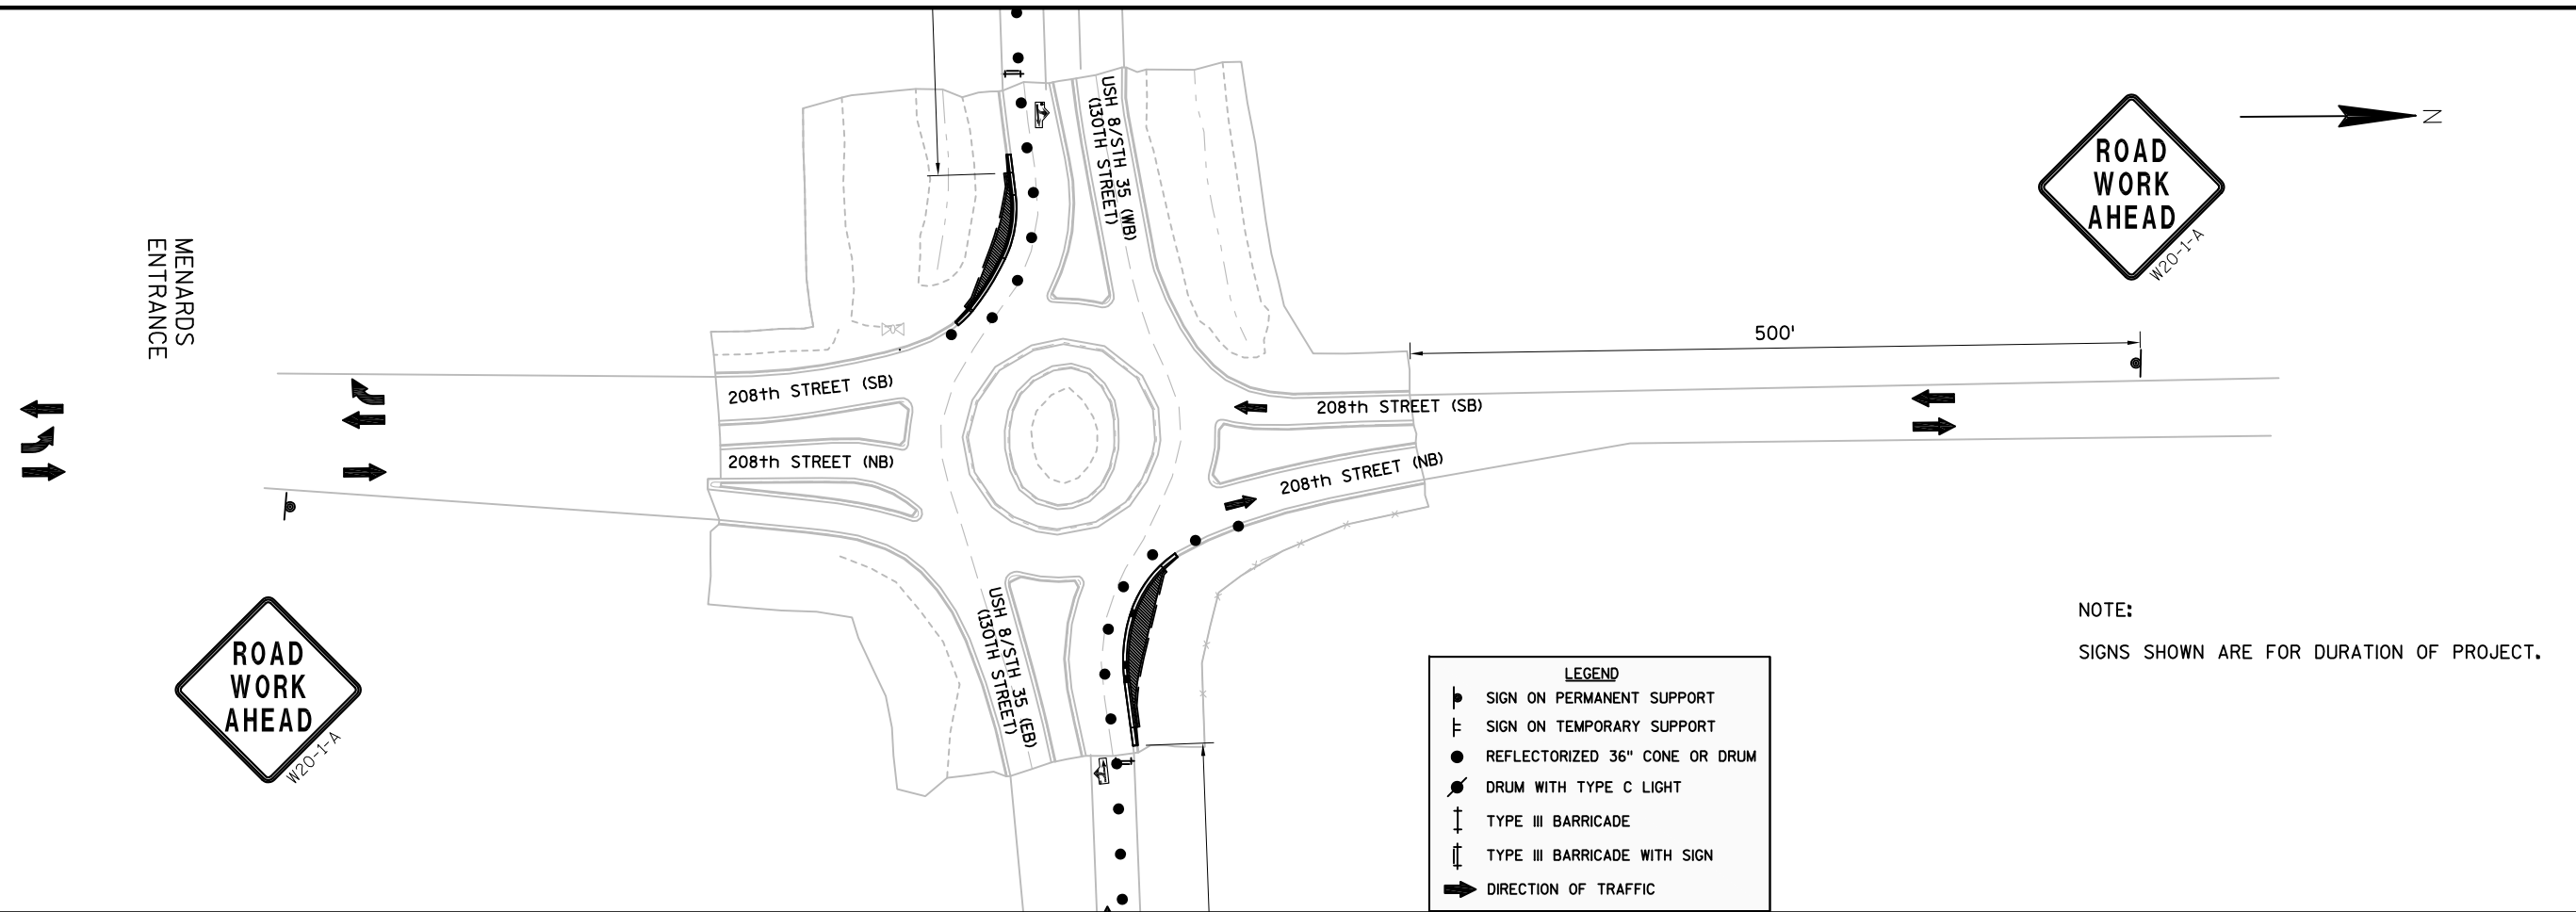 USH 8/STH 35 (WB)
(130TH STREET)
N
ROAD
WORK
AHEAD
W20-1-A
MENARDS
ENTRANCE
500'
208th STREET (SB)
208th STREET (SB)
208th STREET (NB)
208th STREET (NB)
USH 8/STH 35 (EB)
(130TH STREET)
ROAD
WORK
AHEAD
W20-1-A
NOTE:
SIGNS SHOWN ARE FOR DURATION OF PROJECT.
LEGEND
SIGN ON PERMANENT SUPPORT
SIGN ON TEMPORARY SUPPORT
REFLECTORIZED 36" CONE OR DRUM
DRUM WITH TYPE C LIGHT
TYPE III BARRICADE
TYPE III BARRICADE WITH SIGN
DIRECTION OF TRAFFIC